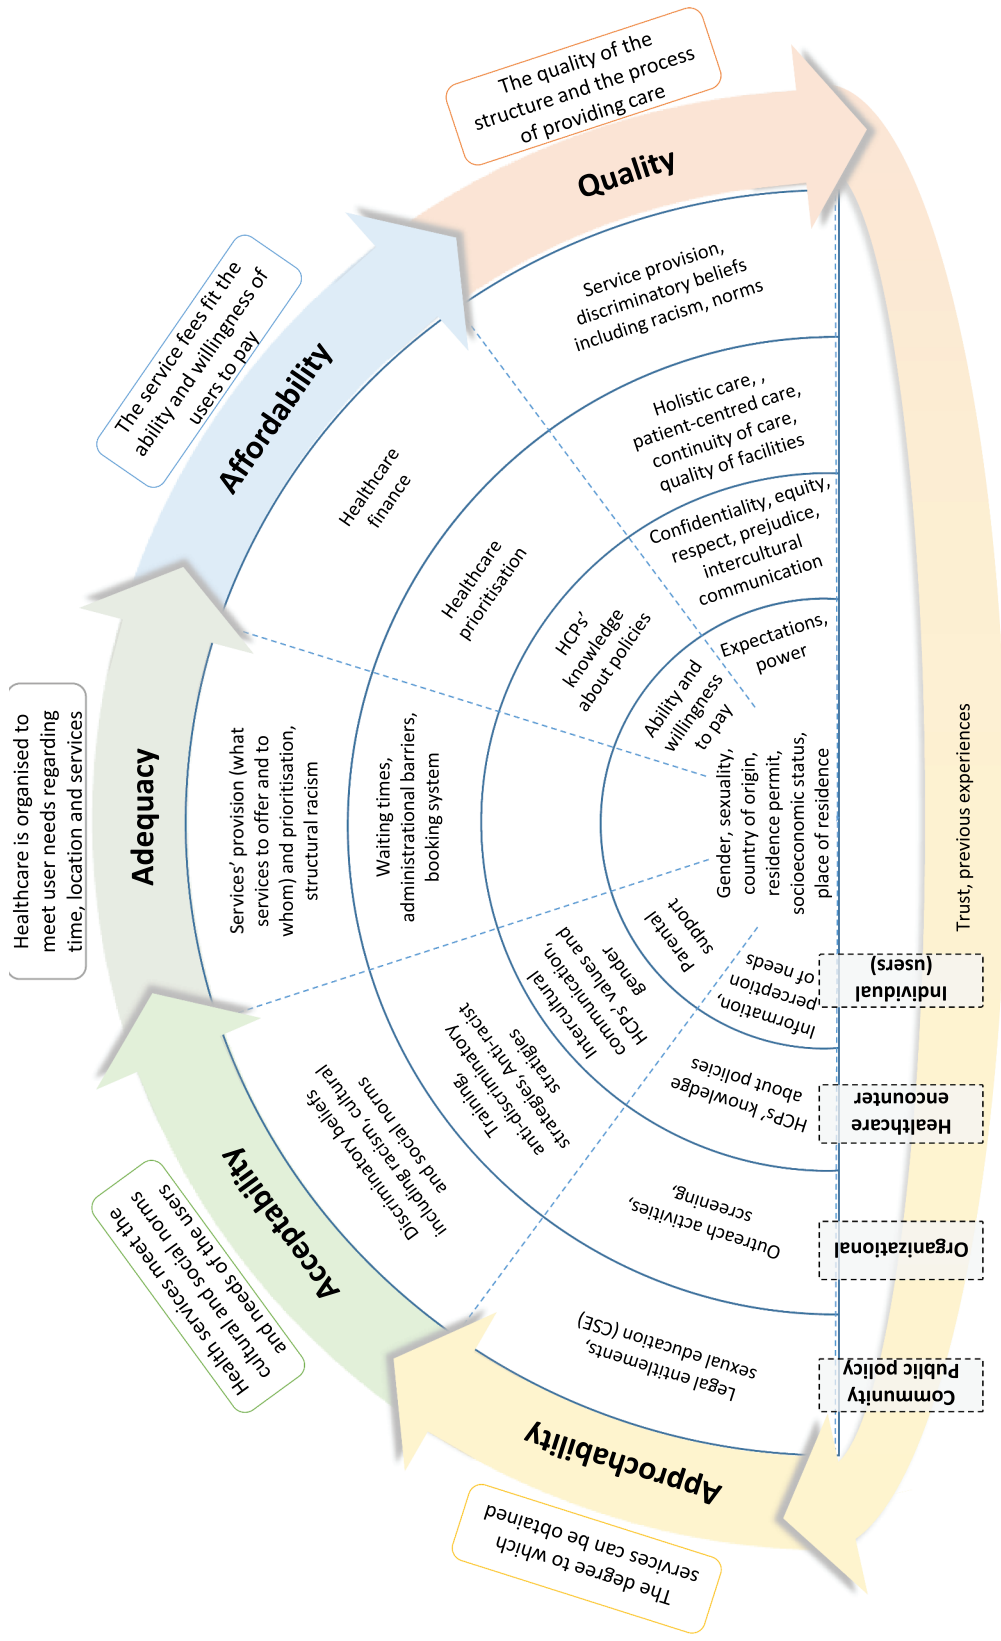 The degree to which
services can be obtained
Approchability
Legal entitlements,
sexual education (CSE)
Outreach activities,
screening,
HCPs’ knowledge
about policies
Information,
perception
of needs
Health services meet the
cultural and social norms
and needs of the users
Acceptability
Discriminatory beliefs
including racism, cultural
and social norms
Training,
anti-discriminatory
strategies, Anti-racist
stratigies
Intercultural
communication,
HCPs’ values and
gender
Parental
support
Healthcare is organised to
meet user needs regarding
time, location and services
Adequacy
Services’ provision (what
services to offer and to
whom) and prioritisation,
structural racism
Waiting times,
administrational barriers,
booking system
Gender, sexuality,
country of origin,
residence permit,
socioeconomic status,
place of residence
The service fees fit the
ability and willingness of
users to pay
Affordability
Healthcare
finance
Healthcare
prioritisation
HCPs’
knowledge
about policies
Ability and
willingness
to pay
The quality of the
structure and the process
of providing care
Quality
Service provision,
discriminatory beliefs
including racism, norms
Holistic care, ,
patient-centred care,
continuity of care,
quality of facilities
Confidentiality, equity,
respect, prejudice,
intercultural
communication
Expectations,
power
Community
Public policy
Organizational
Healthcare
encounter
Individual
(users)
Trust, previous experiences